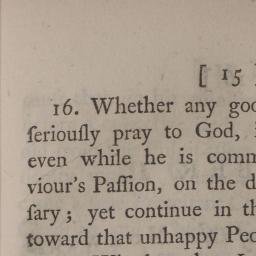 [ 15 ]
16. Whether any goo
ſeriouſly pray to God, i
even while he is comm
viour's Paſſion, on the d
ſary; yet continue in th
toward that unhappy Peo